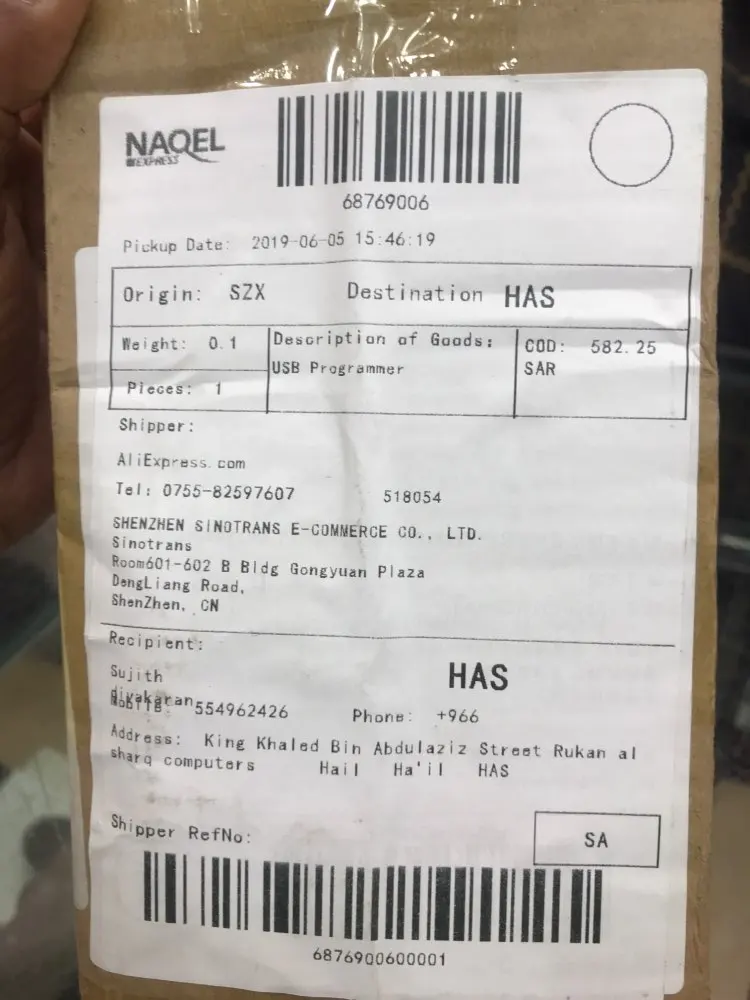 NAQEL
EXPRESS
68769006
Pickup Date: 2019-06-05 15:46:19
Origin: SZX Destination HAS
Weight: 0.1
Pieces: 1
Description of Goods:
USB Programmer
COD: 582.25
SAR
Shipper:
AliExpress.com
Tel: 0755-82597607 518054
SHENZHEN SINOTRANS E-COMMERCE CO., LTD.
Sinotrans
Room601-602 B Bldg Gongyuan Plaza
DengLiang Road,
ShenZhen, CN
Recipient:
Sujith HAS
divakaran
Mobile: 554962426 Phone: +966
Address: King Khaled Bin Abdulaziz Street Rukan al
sharq computers Hail Ha'il HAS
Shipper RefNo:
SA
6876900600001